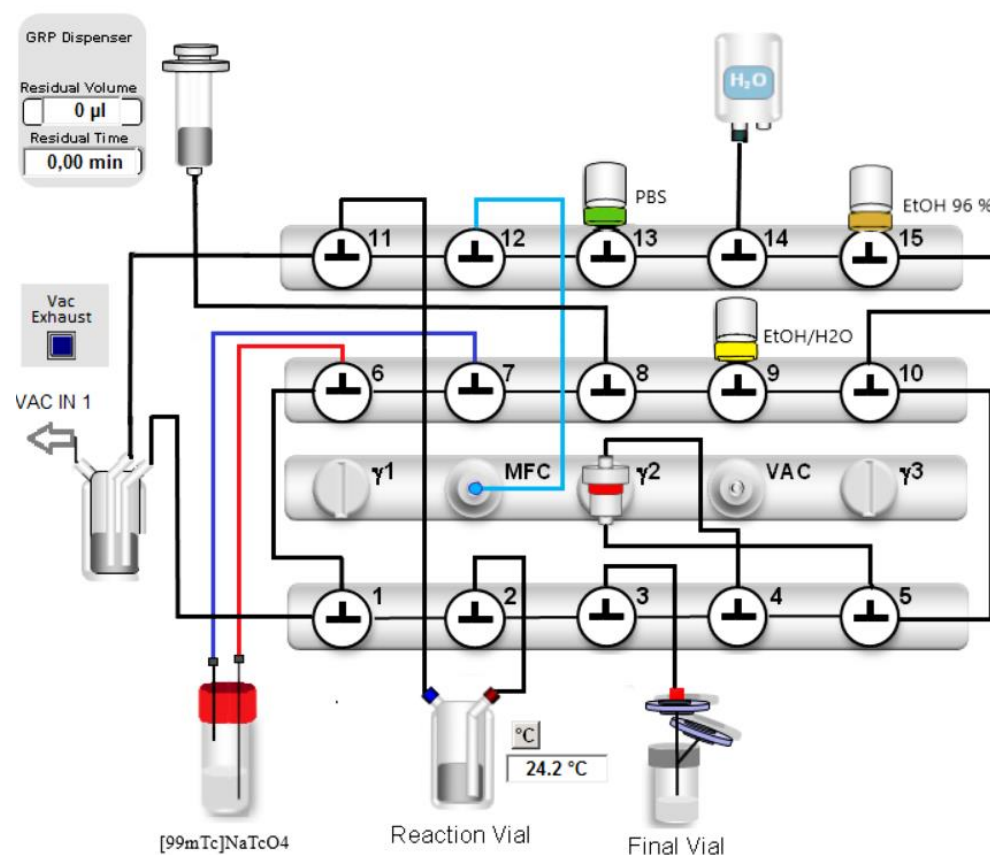 GRP Dispenser
Residual Volume
0 µl
Residual Time
0,00 min
H₂O
PBS
EtOH 96 %
11
12
13
14
15
Vac
Exhaust
EtOH/H2O
6
7
8
9
10
VAC IN 1
γ1
MFC
γ2
VAC
γ3
1
2
3
4
5
°C
24.2 °C
[99mTc]NaTcO4
Reaction Vial
Final Vial